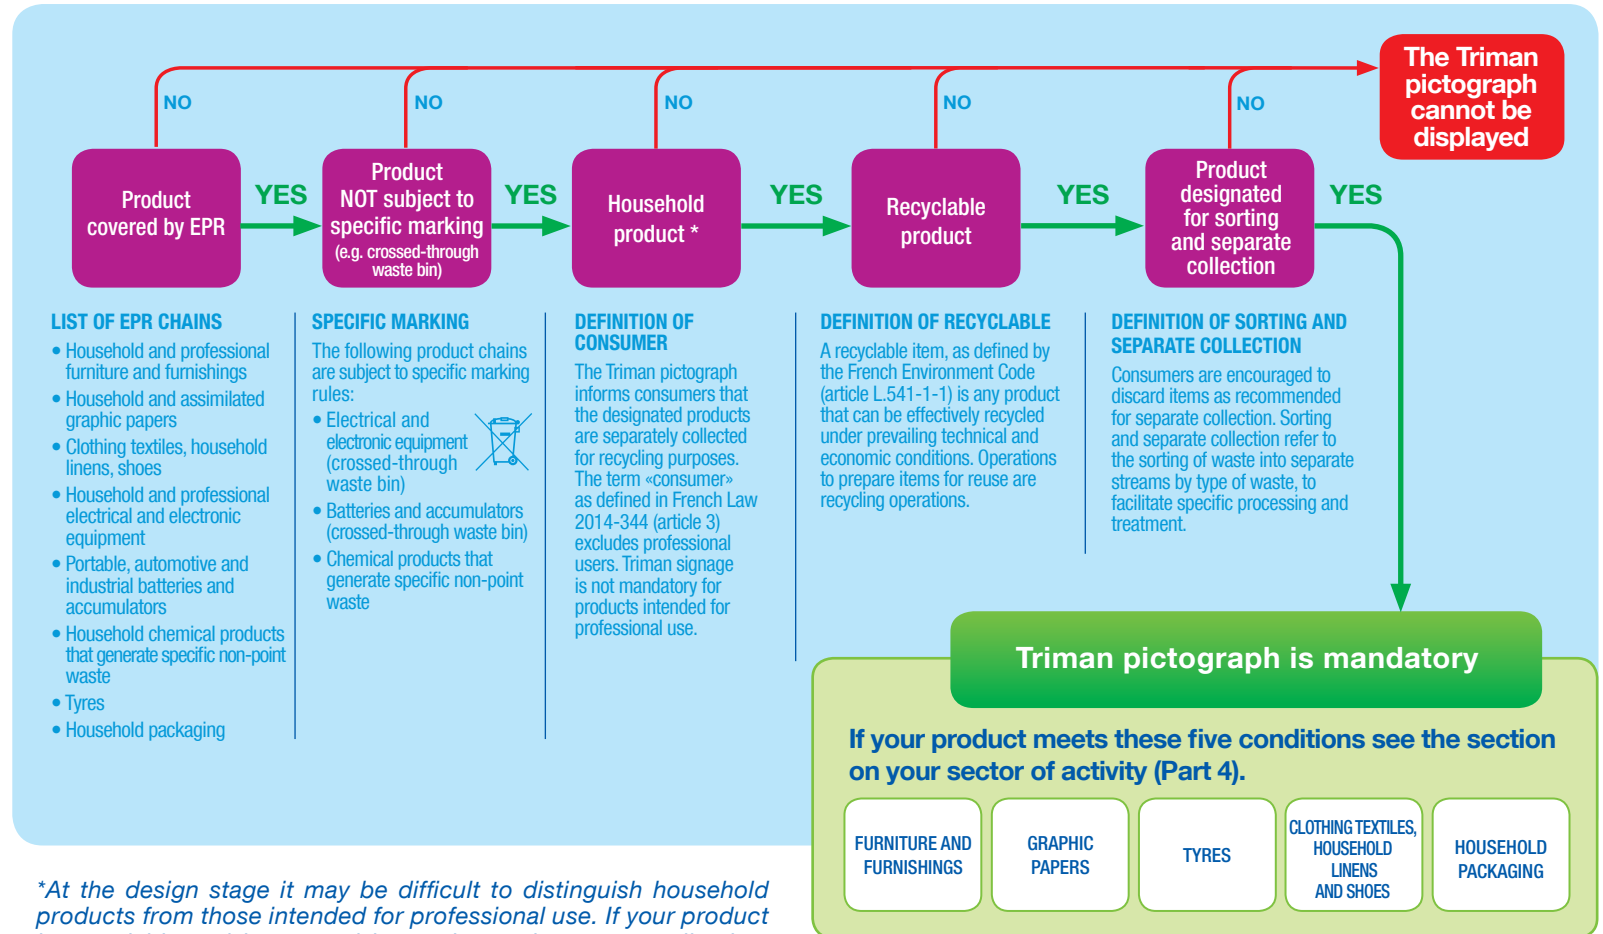 The Triman
pictograph
cannot be
displayed
NO
NO
NO
NO
NO
Product
covered by EPR
YES
Product
NOT subject to
specific marking
(e.g. crossed-through
waste bin)
YES
Household
product *
YES
Recyclable
product
YES
Product
designated
for sorting
and separate
collection
YES
LIST OF EPR CHAINS
• Household and professional
furniture and furnishings
• Household and assimilated
graphic papers
• Clothing textiles, household
linens, shoes
• Household and professional
electrical and electronic
equipment
• Portable, automotive and
industrial batteries and
accumulators
• Household chemical products
that generate specific non-point
waste
• Tyres
• Household packaging
SPECIFIC MARKING
The following product chains
are subject to specific marking
rules:
• Electrical and
electronic equipment
(crossed-through
waste bin)
• Batteries and accumulators
(crossed-through waste bin)
• Chemical products that
generate specific non-point
waste
DEFINITION OF
CONSUMER
The Triman pictograph
informs consumers that
the designated products
are separately collected
for recycling purposes.
The term «consumer»
as defined in French Law
2014-344 (article 3)
excludes professional
users. Triman signage
is not mandatory for
products intended for
professional use.
DEFINITION OF RECYCLABLE
A recyclable item, as defined by
the French Environment Code
(article L.541-1-1) is any product
that can be effectively recycled
under prevailing technical and
economic conditions. Operations
to prepare items for reuse are
recycling operations.
DEFINITION OF SORTING AND
SEPARATE COLLECTION
Consumers are encouraged to
discard items as recommended
for separate collection. Sorting
and separate collection refer to
the sorting of waste into separate
streams by type of waste, to
facilitate specific processing and
treatment.
Triman pictograph is mandatory
If your product meets these five conditions see the section
on your sector of activity (Part 4).
FURNITURE AND
FURNISHINGS
GRAPHIC
PAPERS
TYRES
CLOTHING TEXTILES,
HOUSEHOLD
LINENS
AND SHOES
HOUSEHOLD
PACKAGING
*At the design stage it may be difficult to distinguish household
products from those intended for professional use. If your product